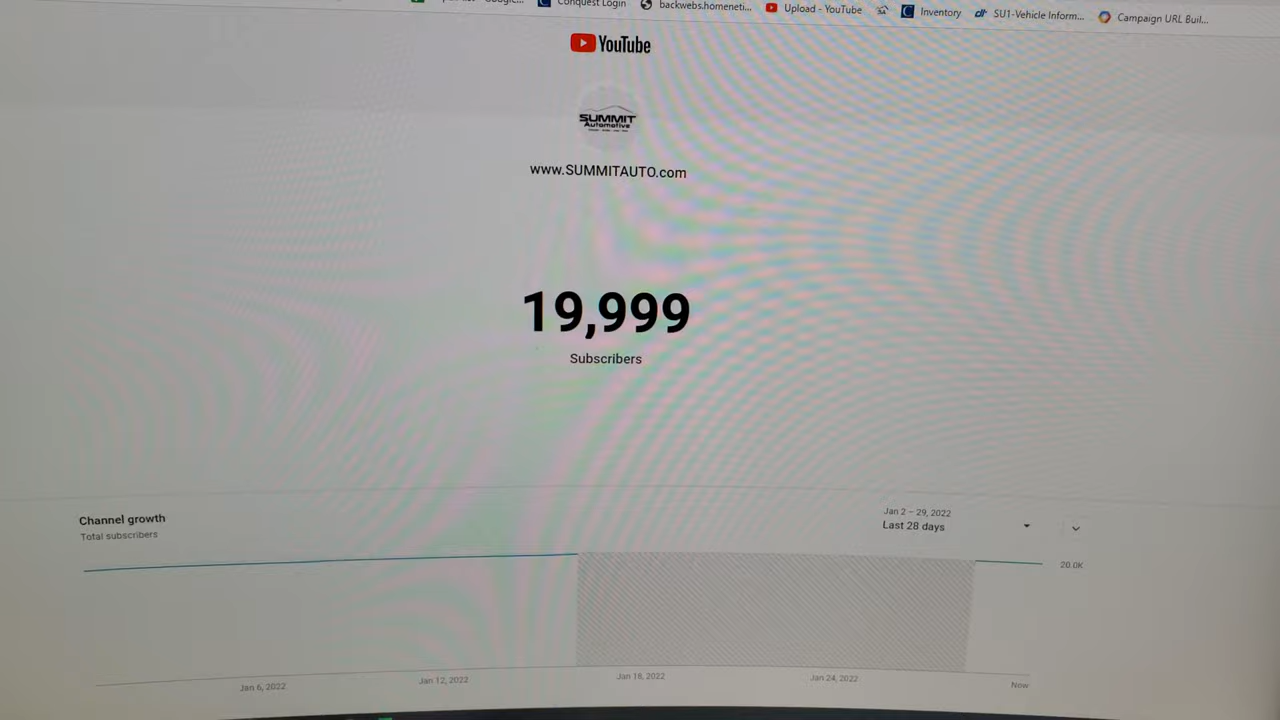 Conquest Login
backwebs.homeneti...
Upload - YouTube
Inventory
SU1-Vehicle Inform...
Campaign URL Buil...
YouTube
SUMMIT
Automotive
www.SUMMITAUTO.com
19,999
Subscribers
Channel growth
Total subscribers
Jan 2 – 29, 2022
Last 28 days
20.0K
Jan 6, 2022
Jan 12, 2022
Jan 18, 2022
Jan 24, 2022
Now